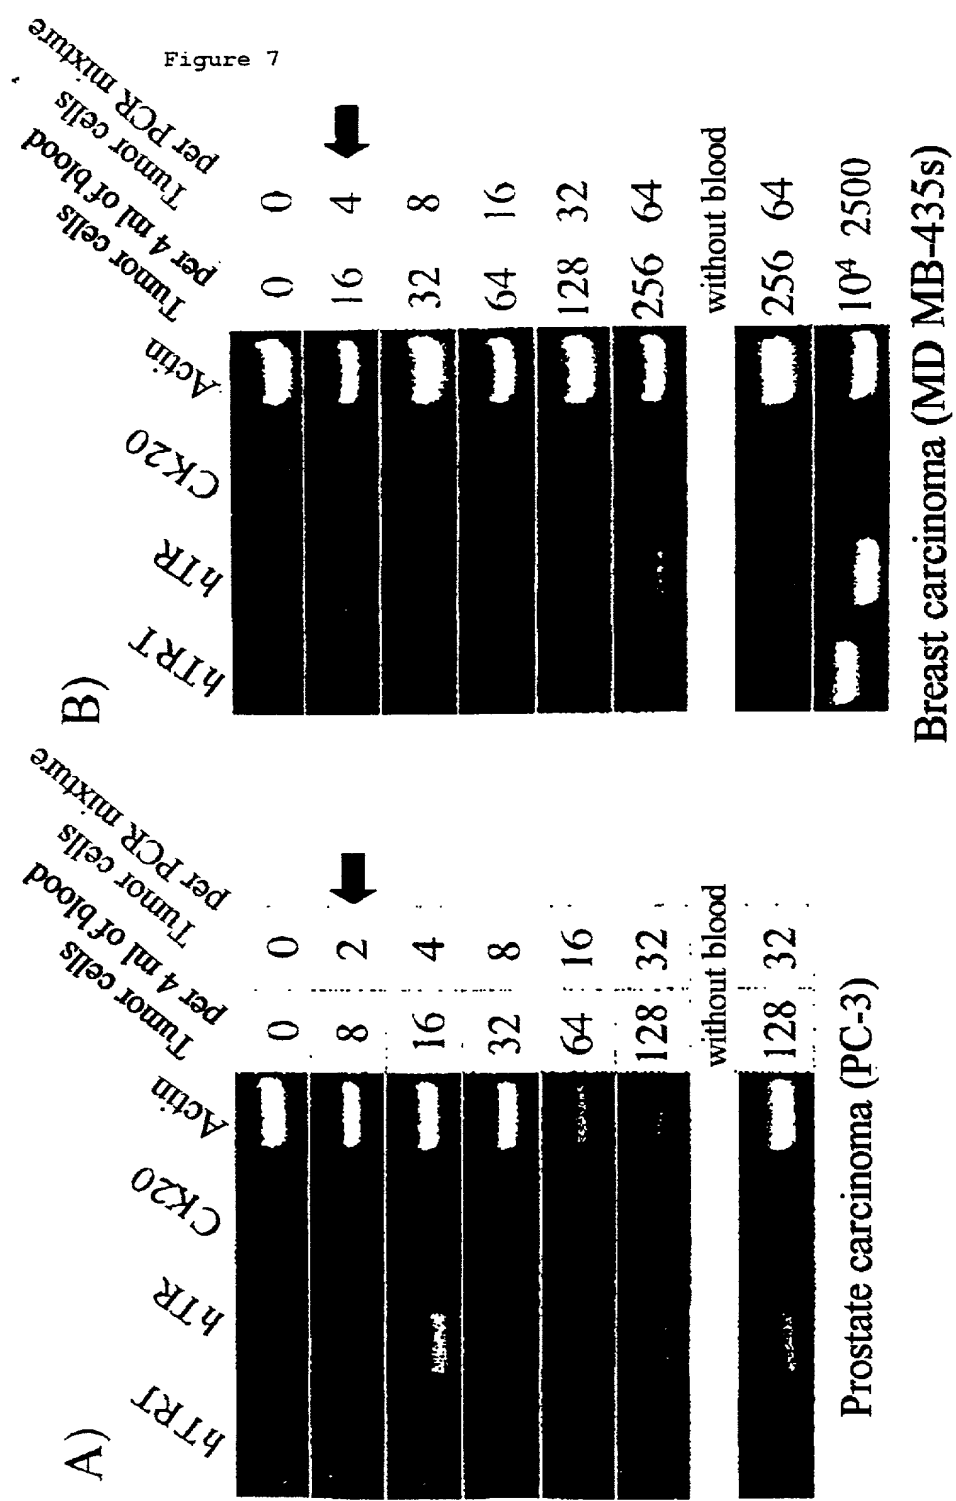 Figure 7
A)
hTRT
hTR
CK20
Actin
Tumor cells
per 4 ml of blood
Tumor cells
per PCR mixture
0 0
8 2
16 4
32 8
64 16
128 32
without blood
128 32
Prostate carcinoma (PC-3)
B)
hTRT
hTR
CK20
Actin
Tumor cells
per 4 ml of blood
Tumor cells
per PCR mixture
0 0
16 4
32 8
64 16
128 32
256 64
without blood
256 64
10⁴ 2500
Breast carcinoma (MD MB-435s)